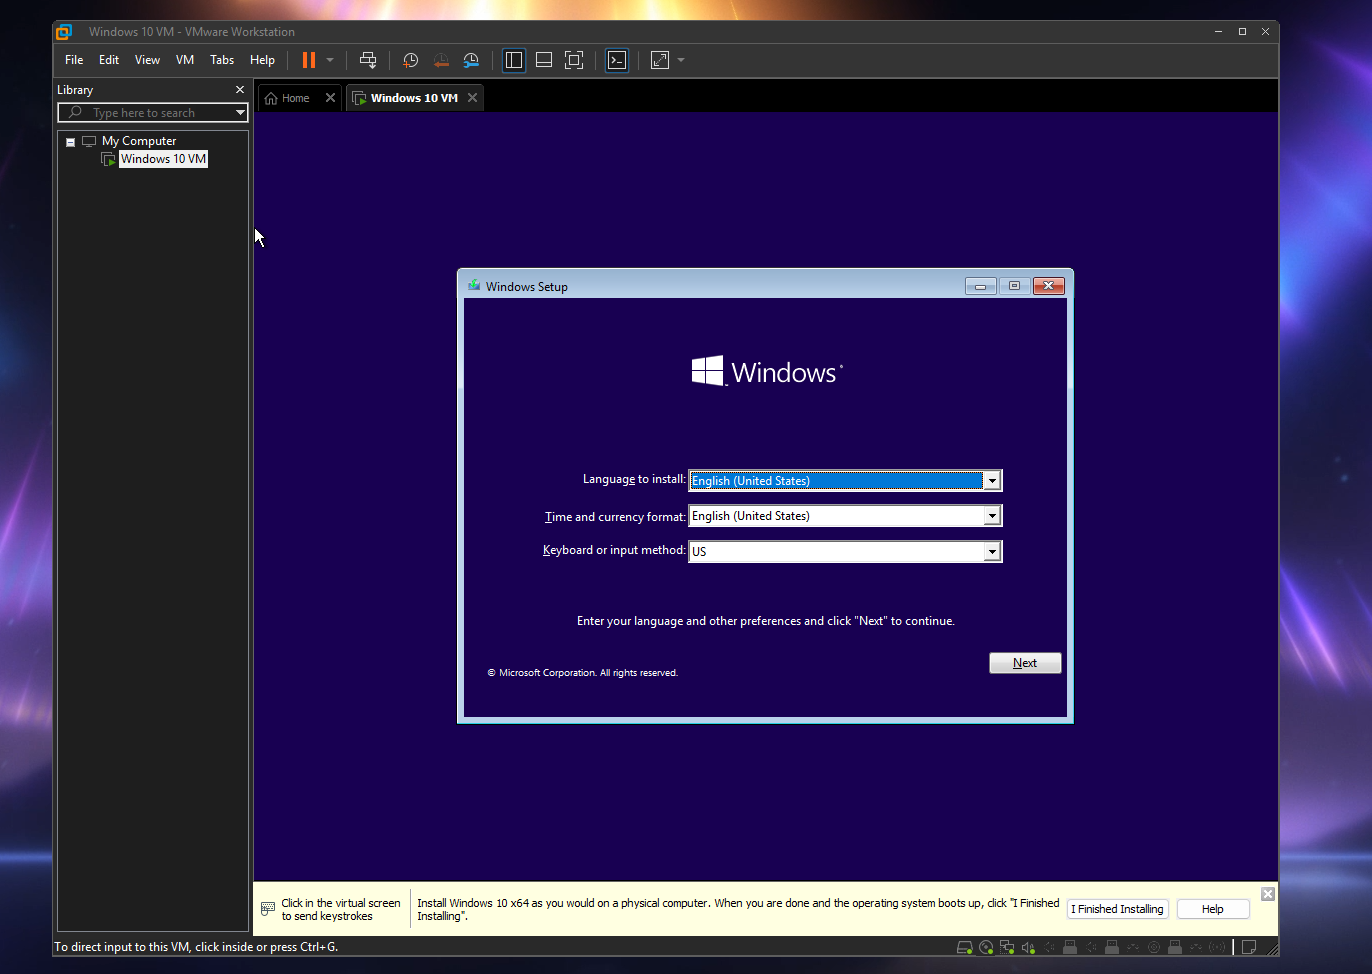 Windows 10 VM - VMware Workstation
File Edit View VM Tabs Help
Library
Home
Windows 10 VM
Type here to search
My Computer
Windows 10 VM
Windows Setup
Windows
Language to install: English (United States)
Time and currency format: English (United States)
Keyboard or input method: US
Enter your language and other preferences and click "Next" to continue.
Next
© Microsoft Corporation. All rights reserved.
Click in the virtual screen
to send keystrokes
Install Windows 10 x64 as you would on a physical computer. When you are done and the operating system boots up, click "I Finished
Installing".
I Finished Installing
Help
To direct input to this VM, click inside or press Ctrl+G.